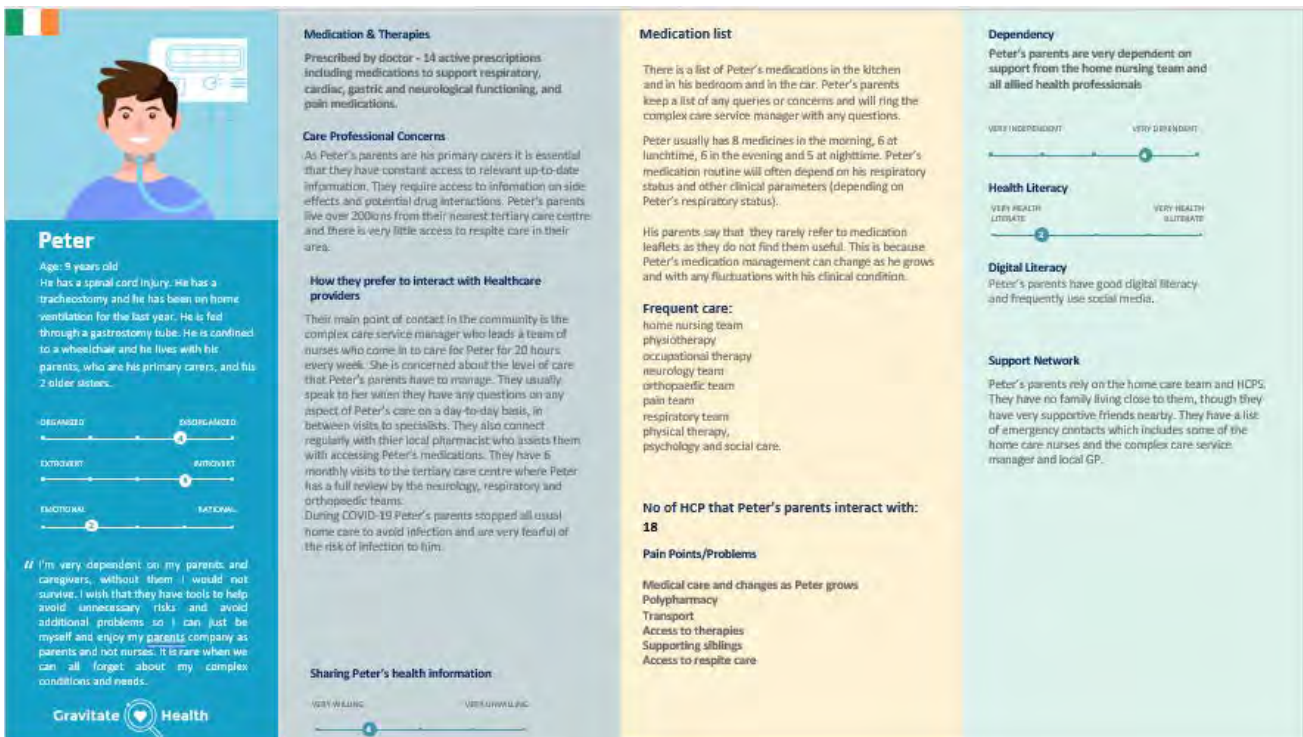 Peter
Age: 9 years old
He has a spinal cord injury. He has a
tracheostomy and he has been on home
ventilation for the last year. He is fed
through a gastrostomy tube. He is confined
to a wheelchair and he lives with his
parents, who are his primary carers, and his
2 older sisters.
ORGANIZED DISORGANIZED
4
EXTROVERT INTROVERT
EMOTIONAL RATIONAL
2
“ I'm very dependent on my parents and
caregivers, without them I would not
survive. I wish that they have tools to help
avoid unnecessary risks and avoid
additional problems so I can just be
myself and enjoy my parents company as
parents and not nurses. It is rare when we
can all forget about my complex
conditions and needs.
Gravitate Health
Medication & Therapies
Prescribed by doctor - 14 active prescriptions
including medications to support respiratory,
cardiac, gastric and neurological functioning, and
pain medications.
Care Professional Concerns
As Peter's parents are his primary carers it is essential
that they have constant access to relevant up-to-date
information. They require access to infomation on side
effects and potential drug interactions. Peter's parents
live over from their nearest tertiary care centre
and there is very little access to respite care in their
area.
How they prefer to interact with Healthcare
providers
Their main point of contact in the community is the
complex care service manager who leads a team of
nurses who come in to care for Peter for 20 hours
every week. She is concerned about the level of care
that Peter's parents have to manage. They usually
speak to her when they have any questions on any
aspect of Peter's care on a day-to-day basis, in
between visits to specialists. They also connect
regularly with thier local pharmacist who assists them
with accessing Peter's medications. They have 6
monthly visits to the tertiary care centre where Peter
has a full review by the neurology, respiratory and
orthopaedic teams.
During COVID-19 Peter's parents stopped all usual
home care to avoid infection and are very fearful of
the risk of infection to him.
Sharing Peter's health information
VERY WILLING VERY UNWILLING
Medication list
There is a list of Peter's medications in the kitchen
and in his bedroom and in the car. Peter's parents
keep a list of any queries or concerns and will ring the
complex care service manager with any questions.
Peter usually has 8 medicines in the morning, 6 at
lunchtime, 6 in the evening and 5 at nighttime. Peter's
medication routine will often depend on his respiratory
status and other clinical parameters (depending on
Peter's respiratory status).
His parents say that they rarely refer to medication
leaflets as they do not find them useful. This is because
Peter's medication management can change as he grows
and with any fluctuations with his clinical condition.
Frequent care:
home nursing team
physiotherapy
occupational therapy
neurology team
orthopaedic team
pain team
respiratory team
physical therapy,
psychology and social care.
No of HCP that Peter's parents interact with:
18
Pain Points/Problems
Medical care and changes as Peter grows
Polypharmacy
Transport
Access to therapies
Supporting siblings
Access to respite care
Dependency
Peter's parents are very dependent on
support from the home nursing team and
all allied health professionals
VERY INDEPENDENT VERY DEPENDENT
4
Health Literacy
VERY HEALTH VERY HEALTH
LITERATE ILLITERATE
2
Digital Literacy
Peter's parents have good digital literacy
and frequently use social media.
Support Network
Peter's parents rely on the home care team and HCPS.
They have no family living close to them, though they
have very supportive friends nearby. They have a list
of emergency contacts which includes some of the
home care nurses and the complex care service
manager and local GP.